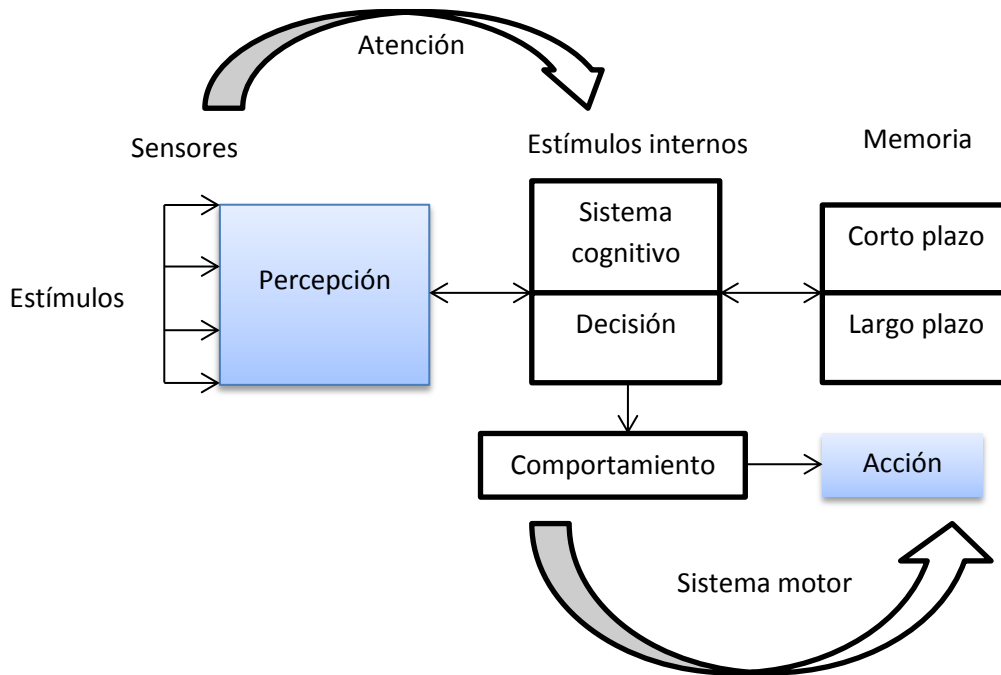 Atención
Sensores
Estímulos internos
Memoria
Estímulos
Percepción
Sistema
cognitivo
Decisión
Corto plazo
Largo plazo
Comportamiento
Acción
Sistema motor